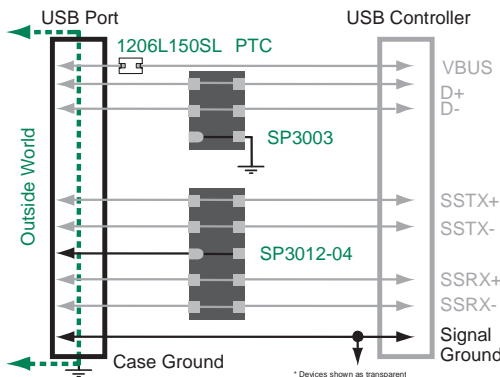 USB Port
USB Controller
1206L150SL PTC
VBUS
D+
D-
SP3003
Outside World
SSTX+
SSTX-
SP3012-04
SSRX+
SSRX-
Signal
Ground
Case Ground
* Devices shown as transparent